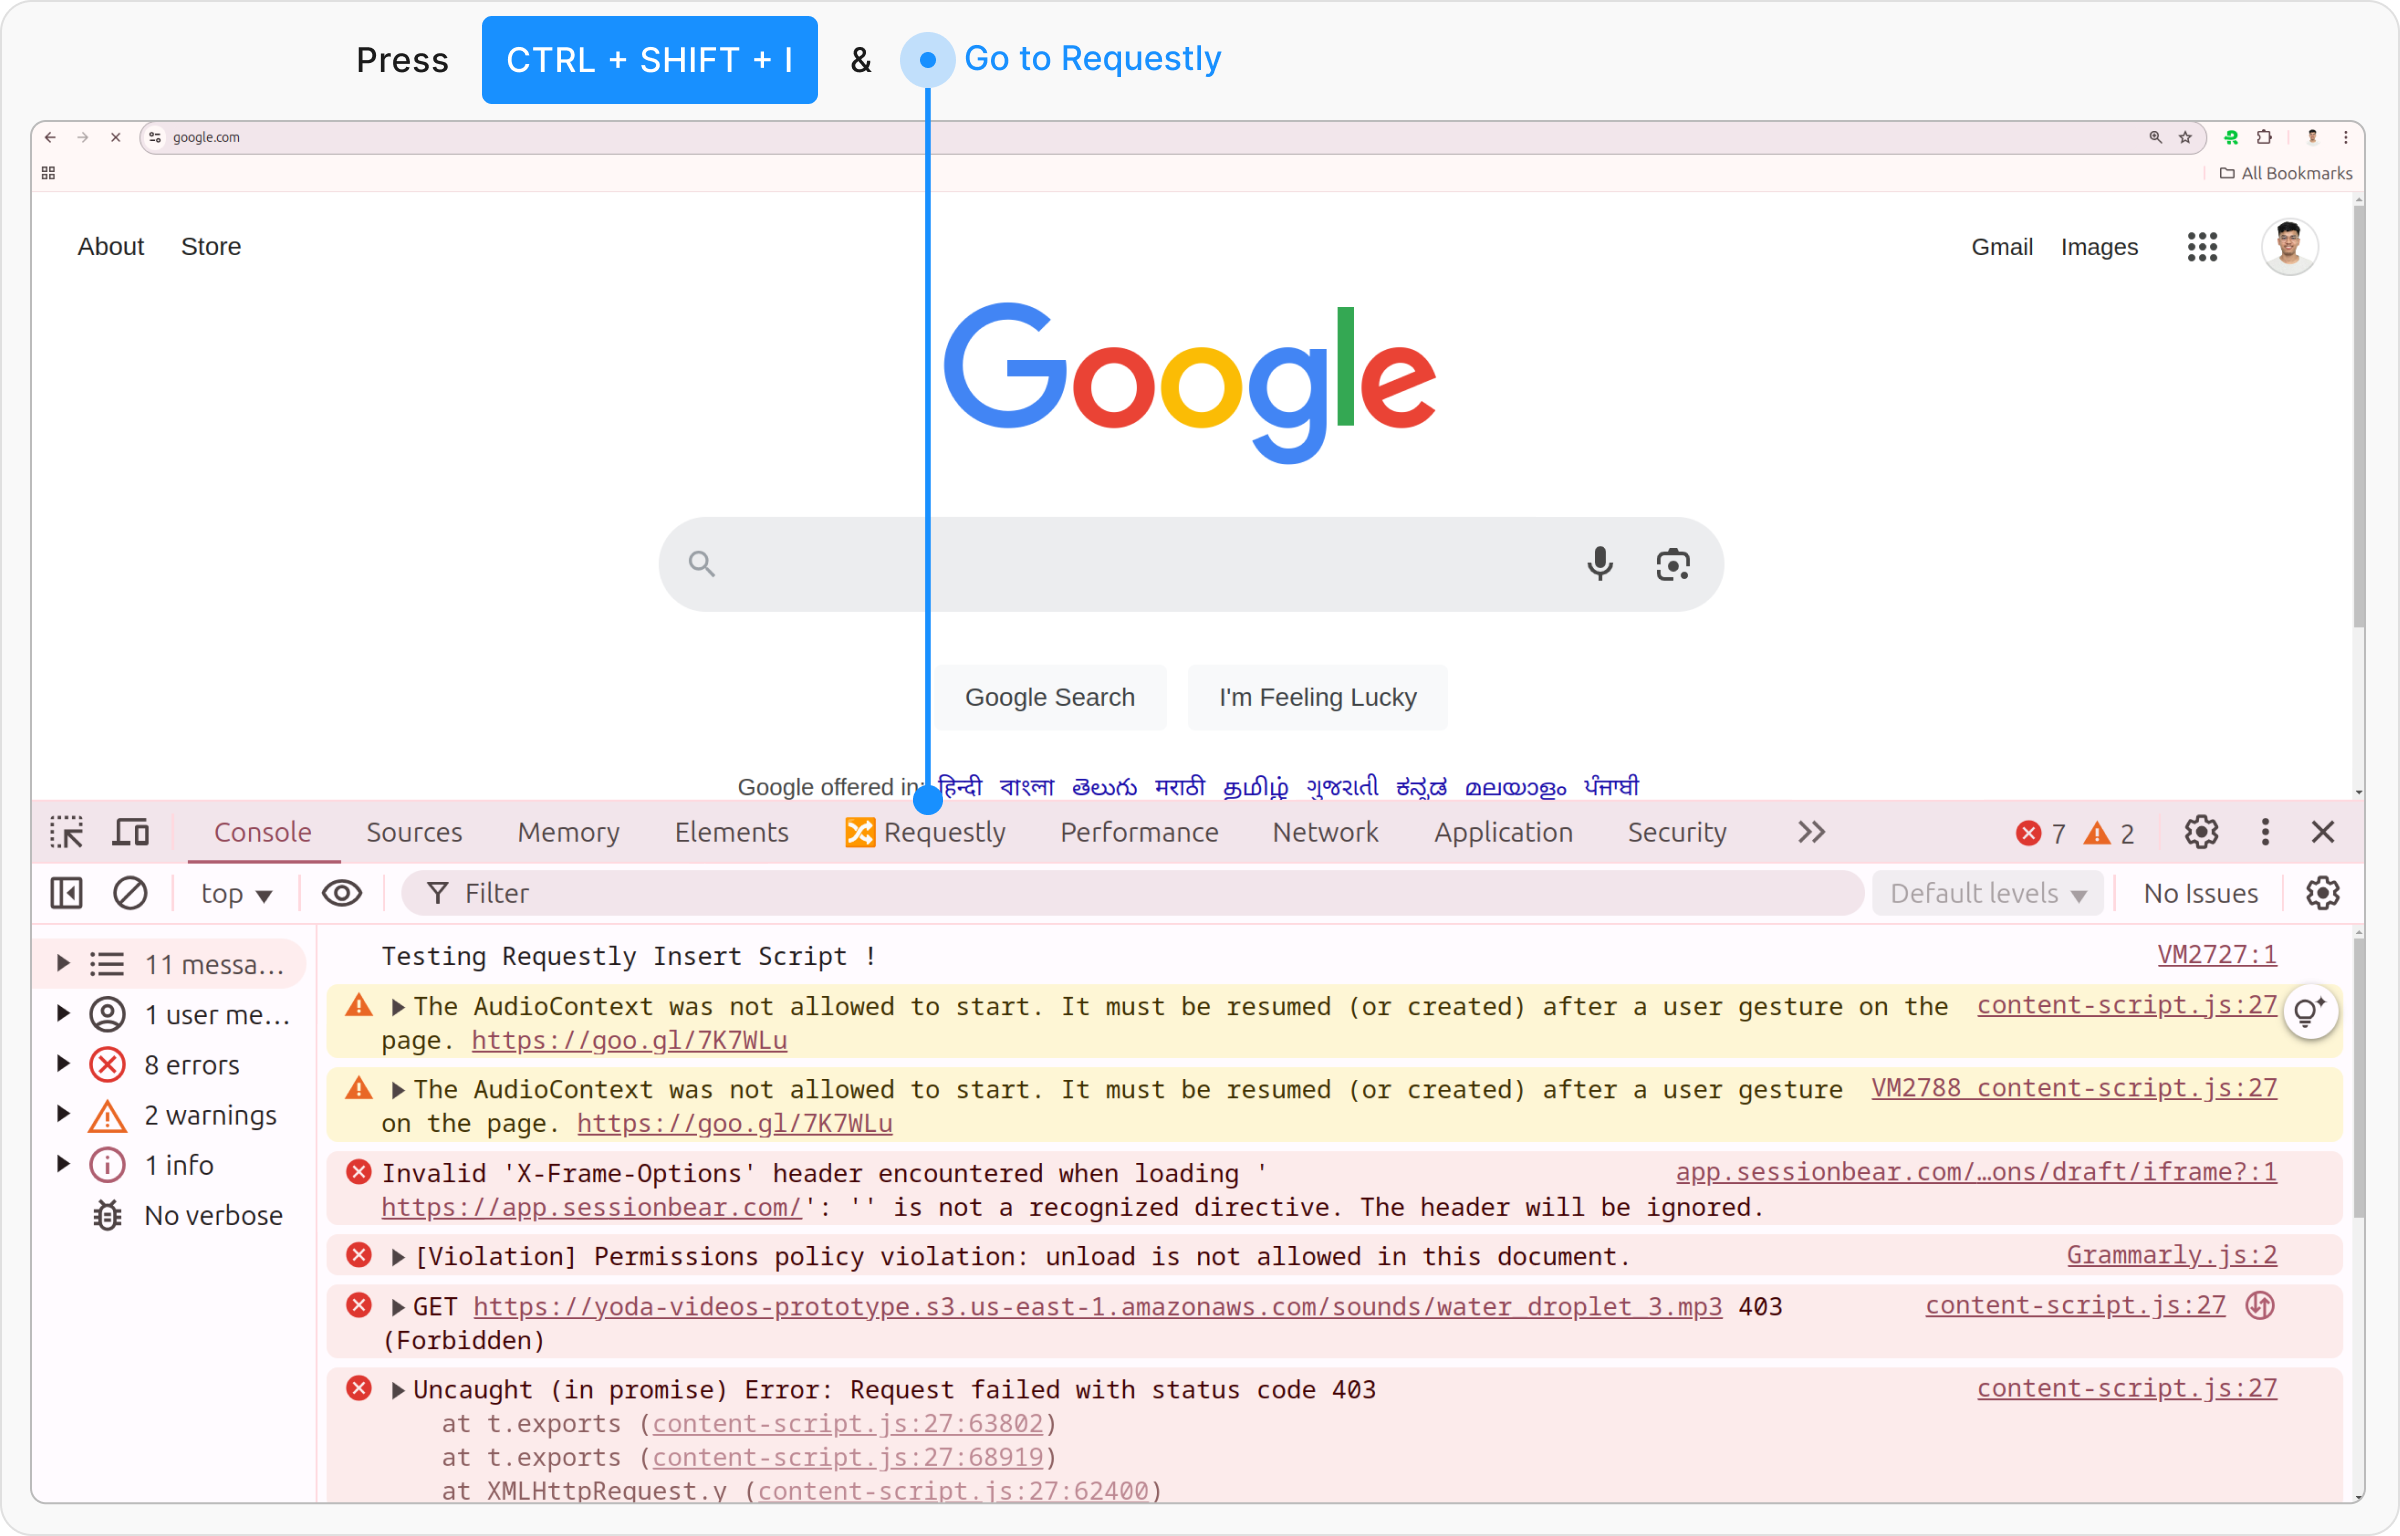 Press CTRL + SHIFT + I & Go to Requestly
google.com
All Bookmarks
About Store Gmail Images
Google
Google Search I'm Feeling Lucky
Google offered in: हिन्दी বাংলা తెలుగు मराठी தமிழ் ગુજરાતી ಕನ್ನಡ മലയാളം ਪੰਜਾਬੀ
Console Sources Memory Elements Requestly Performance Network Application Security 7 2
top Filter Default levels No Issues
11 messa...
1 user me...
8 errors
2 warnings
1 info
No verbose
Testing Requestly Insert Script ! VM2727:1
The AudioContext was not allowed to start. It must be resumed (or created) after a user gesture on the content-script.js:27
page. https://goo.gl/7K7WLu
The AudioContext was not allowed to start. It must be resumed (or created) after a user gesture VM2788 content-script.js:27
on the page. https://goo.gl/7K7WLu
Invalid 'X-Frame-Options' header encountered when loading ' app.sessionbear.com/…ons/draft/iframe?:1
https://app.sessionbear.com/': '' is not a recognized directive. The header will be ignored.
[Violation] Permissions policy violation: unload is not allowed in this document. Grammarly.js:2
GET https://yoda-videos-prototype.s3.us-east-1.amazonaws.com/sounds/water_droplet_3.mp3 403 content-script.js:27
(Forbidden)
Uncaught (in promise) Error: Request failed with status code 403 content-script.js:27
at t.exports (content-script.js:27:63802)
at t.exports (content-script.js:27:68919)
at XMLHttpRequest.y (content-script.js:27:62400)